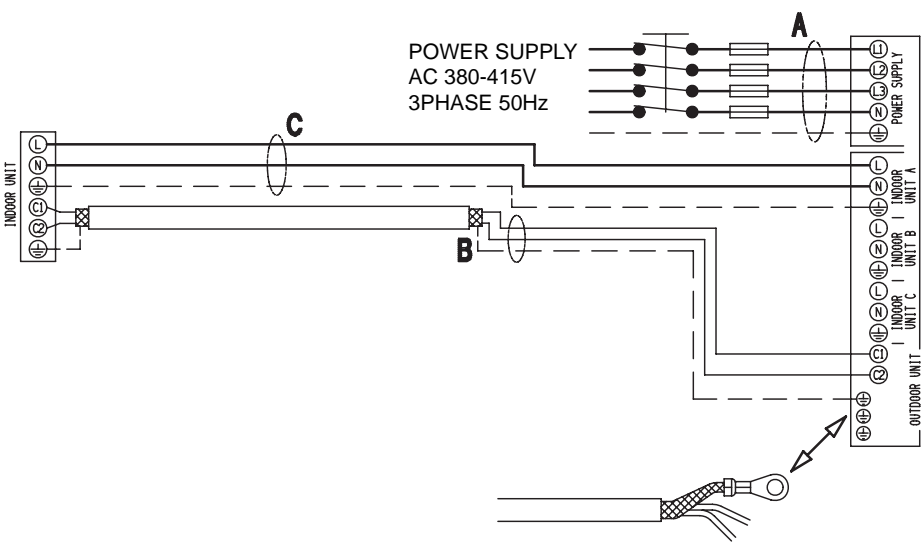 A
POWER SUPPLY
AC 380-415V
3PHASE 50Hz
L1
L2
L3
N
POWER SUPPLY
C
INDOOR UNIT
L
N
C1
C2
B
L
N
INDOOR
UNIT A
L
N
INDOOR
UNIT B
L
N
INDOOR
UNIT C
C1
C2
OUTDOOR UNIT